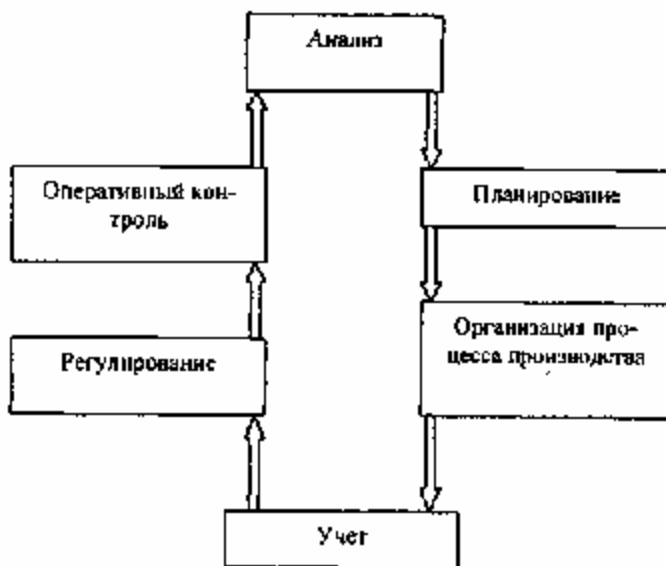 Анализ
Оперативный кон-
троль
Планирование
Организация про-
цесса производства
Регулирование
Учет